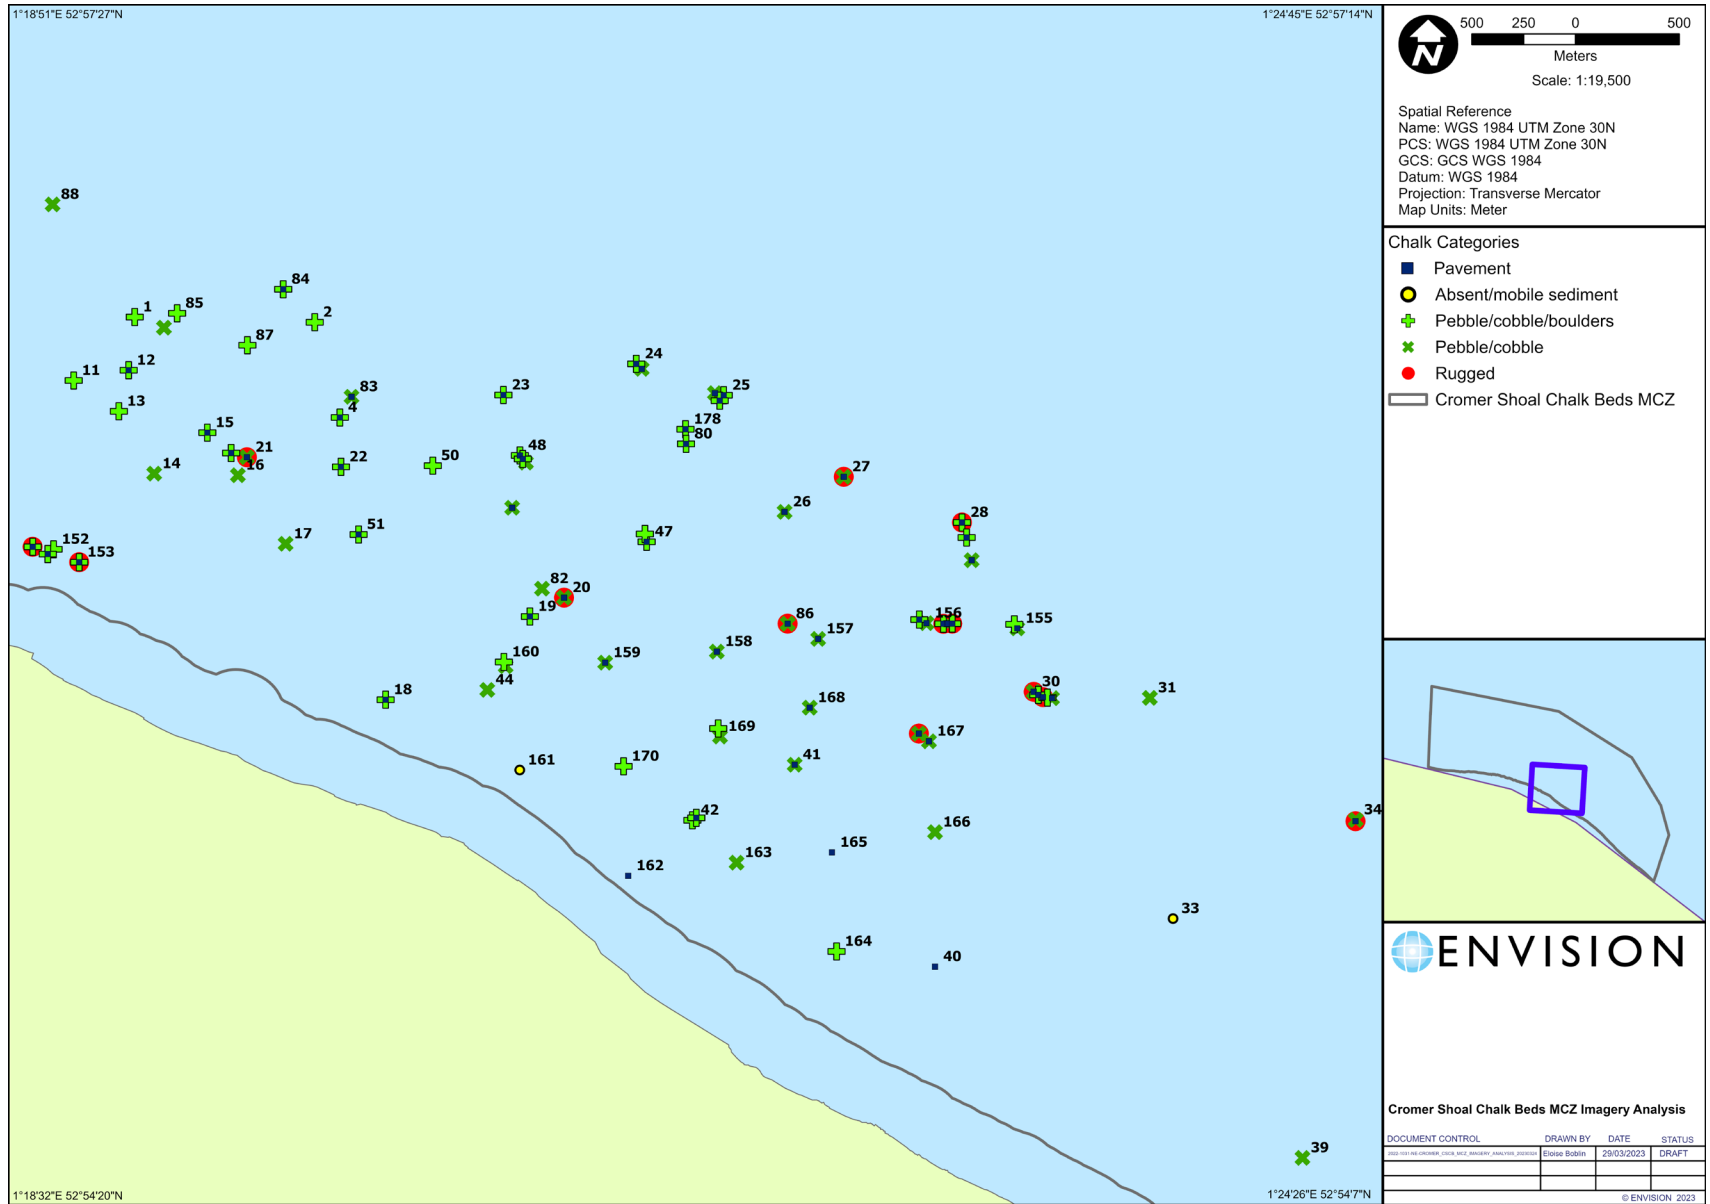 1°18'51"E 52°57'27"N
1°24'45"E 52°57'14"N
88
84
1
85
2
87
12
11
24
13
83
23
25
4
15
178
80
21
48
14
16
22
50
27
26
28
17
51
47
152
153
82
20
19
86
156
155
157
158
160
159
44
30
31
18
168
169
167
161
170
41
42
34
166
165
163
162
33
164
40
39
1°18'32"E 52°54'20"N
1°24'26"E 52°54'7"N
N
500 250 0 500
Meters
Scale: 1:19,500
Spatial Reference
Name: WGS 1984 UTM Zone 30N
PCS: WGS 1984 UTM Zone 30N
GCS: GCS WGS 1984
Datum: WGS 1984
Projection: Transverse Mercator
Map Units: Meter
Chalk Categories
Pavement
Absent/mobile sediment
Pebble/cobble/boulders
Pebble/cobble
Rugged
Cromer Shoal Chalk Beds MCZ
ENVISION
Cromer Shoal Chalk Beds MCZ Imagery Analysis
DOCUMENT CONTROL DRAWN BY DATE STATUS
Eloise Boblin 29/03/2023 DRAFT
© ENVISION 2023